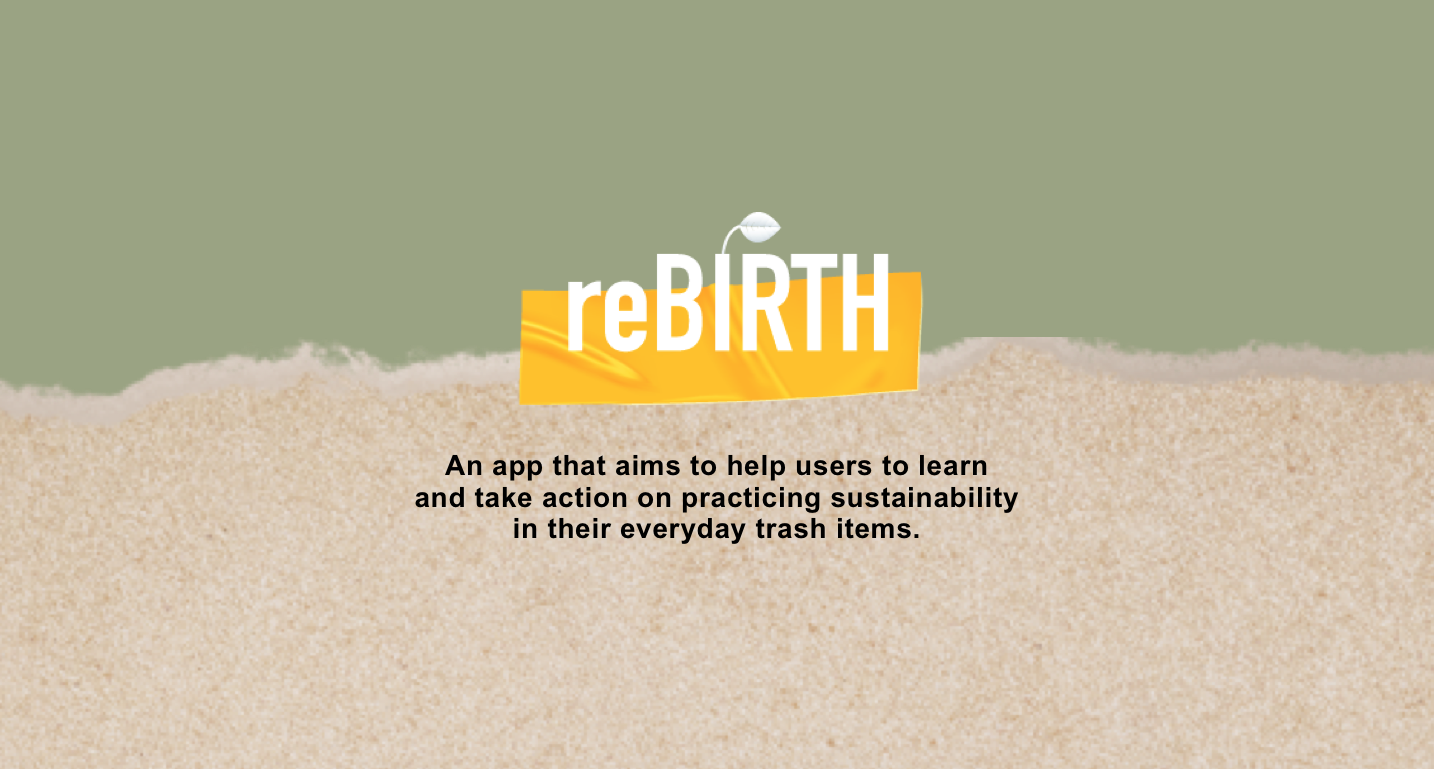 reBIRTH
An app that aims to help users to learn
and take action on practicing sustainability
in their everyday trash items.